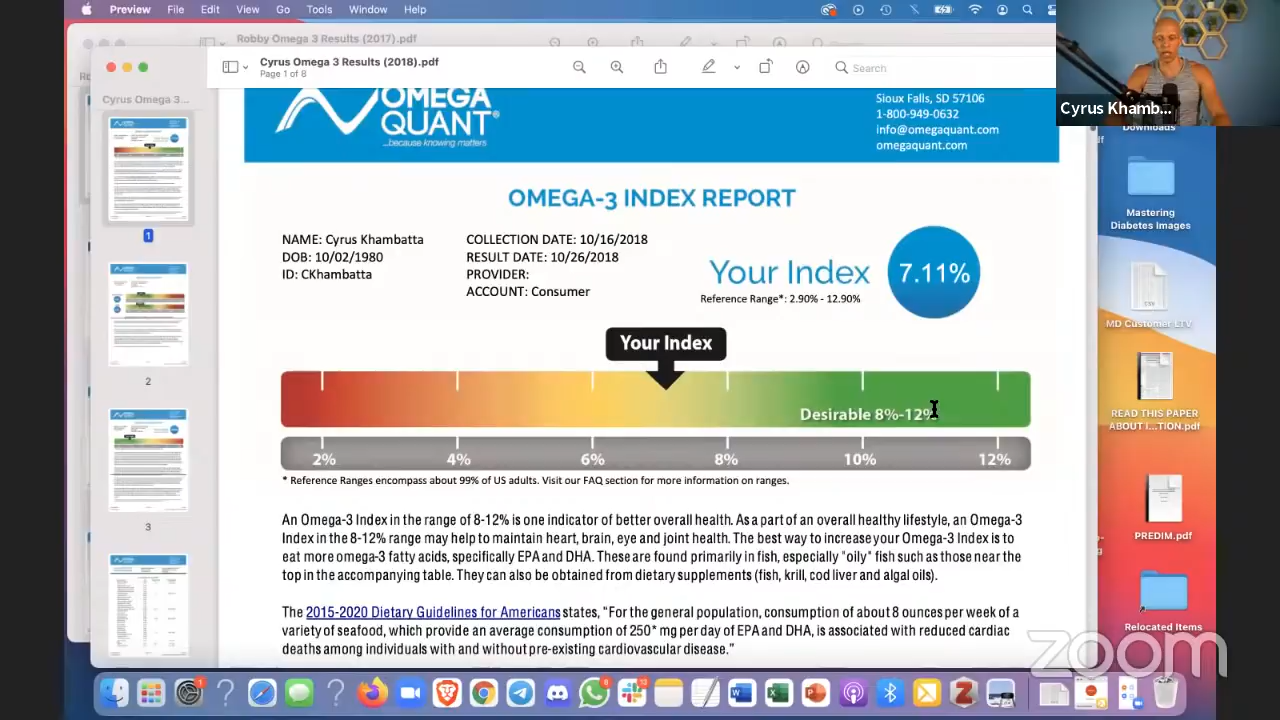 Preview File Edit View Go Tools Window Help
Robby Omega 3 Results (2017).pdf
Cyrus Omega 3 Results (2018).pdf
Page 1 of 8
Search
Cyrus Omega 3...
1
2
3
OMEGA
QUANT®
...because knowing matters
Sioux Falls, SD 57106
1-800-949-0632
info@omegaquant.com
omegaquant.com
OMEGA-3 INDEX REPORT
NAME: Cyrus Khambatta
DOB: 10/02/1980
ID: CKhambatta
COLLECTION DATE: 10/16/2018
RESULT DATE: 10/26/2018
PROVIDER:
ACCOUNT: Consumer
Your Index 7.11%
Reference Range*: 2.90% - 12.90%
Your Index
Desirable 8%-12%
2% 4% 6% 8% 10% 12%
* Reference Ranges encompass about 99% of US adults. Visit our FAQ section for more information on ranges.
An Omega-3 Index in the range of 8-12% is one indicator of better overall health. As a part of an overall healthy lifestyle, an Omega-3
Index in the 8-12% range may help to maintain heart, brain, eye and joint health. The best way to increase your Omega-3 Index is to
eat more omega-3 fatty acids, specifically EPA and DHA. These are found primarily in fish, especially "oily" fish such as those near the
top in the accompanying table. They can also be obtained from dietary supplements (fish, krill, cod liver and algal oils).
The 2015-2020 Dietary Guidelines for Americans states, "For the general population, consumption of about 8 ounces per week of a
variety of seafood, which provide an average consumption of 250 mg per day of EPA and DHA, is associated with reduced cardiac
deaths among individuals with and without pre-existing cardiovascular disease."
Cyrus Khamb...
Downloads
Mastering
Diabetes Images
MD Customer LTV
READ THIS PAPER
ABOUT I...TION.pdf
PREDIM.pdf
Relocated Items
zoom